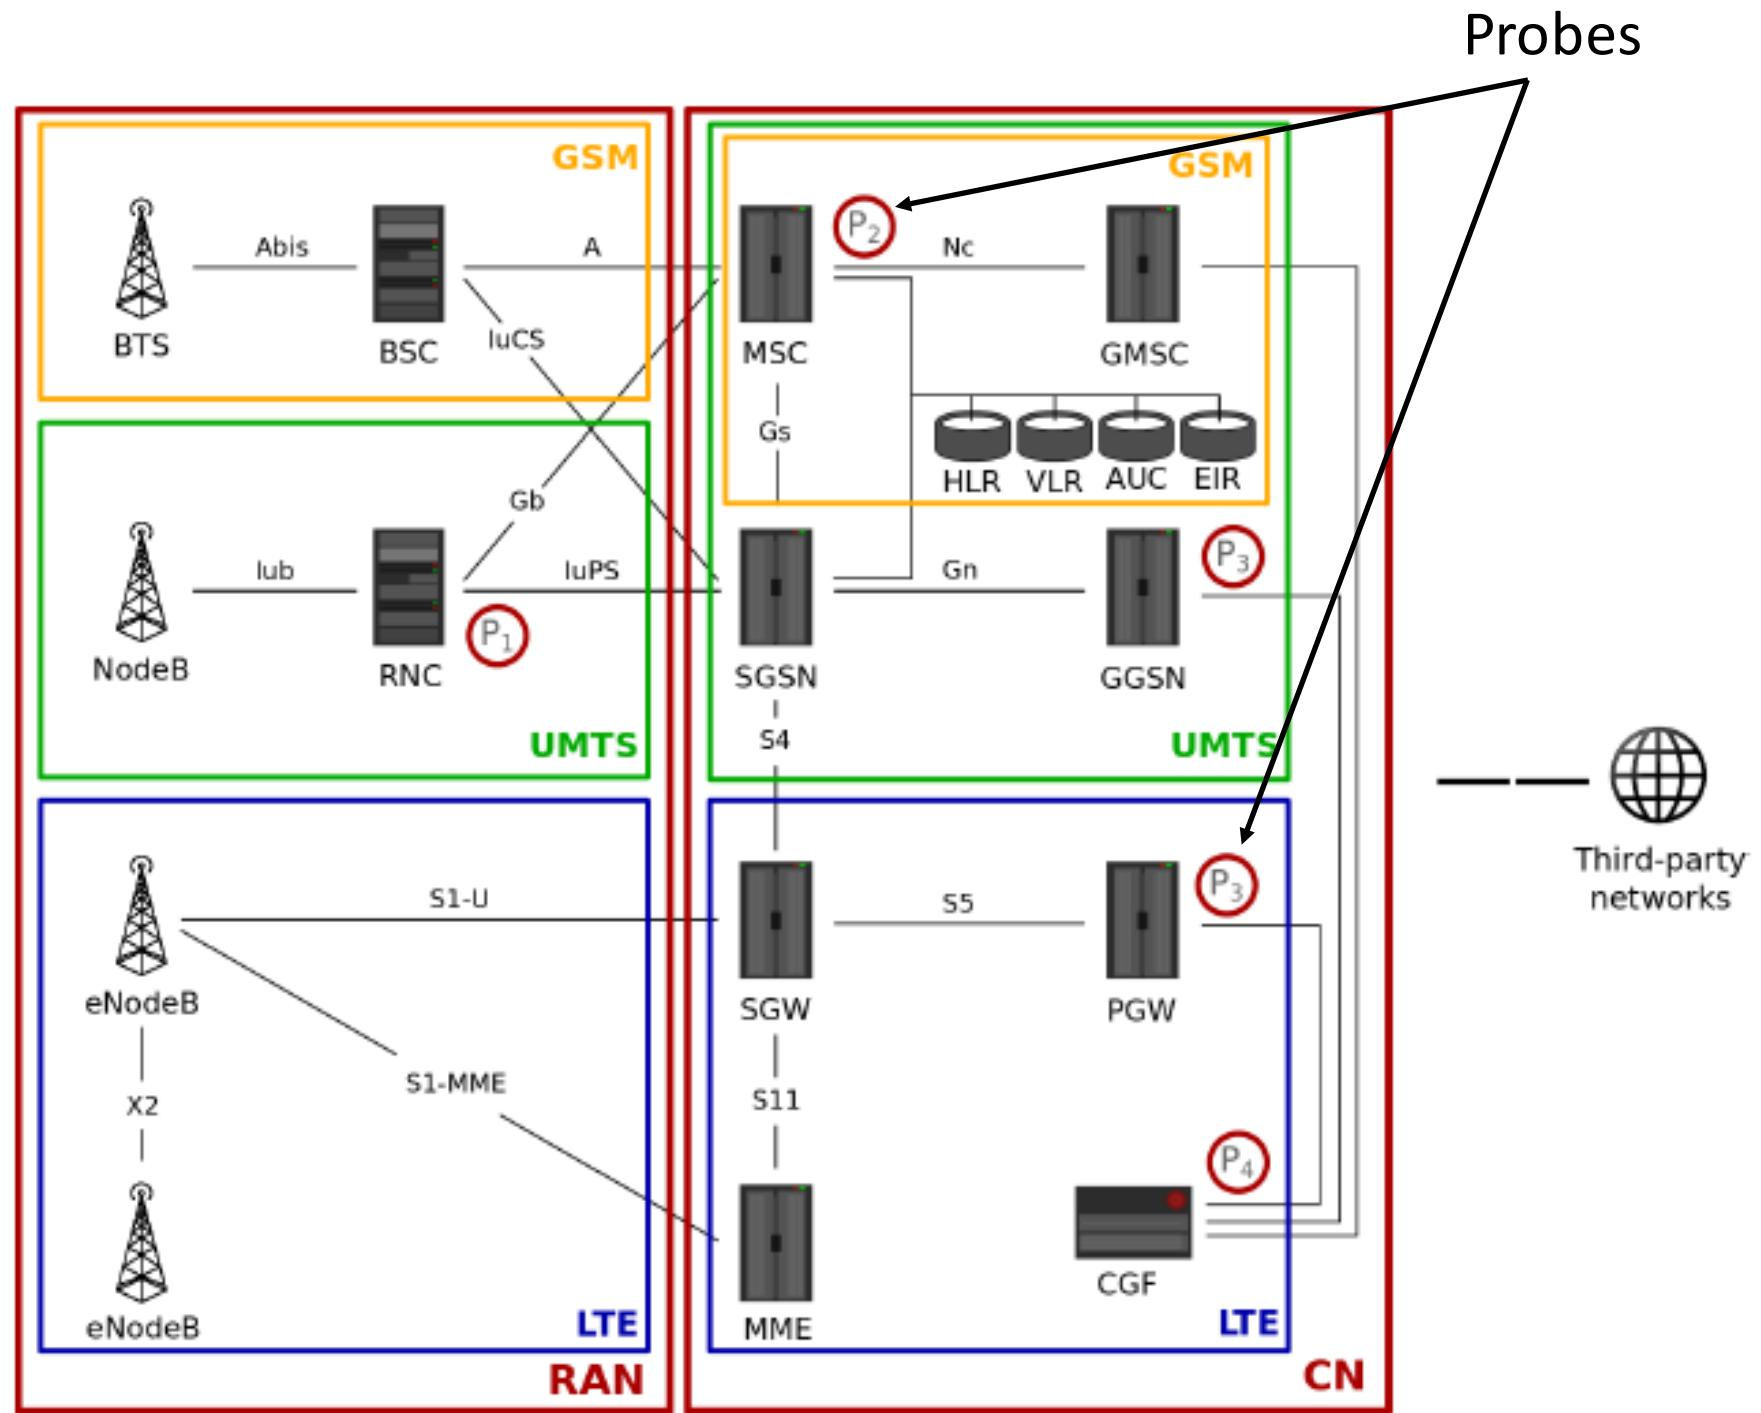 Probes
GSM
GSM
P2
Abis
A
Nc
BTS
BSC
IuCS
MSC
GMSC
Gs
HLR
VLR
AUC
EIR
Gb
P3
Iub
IuPS
Gn
P1
NodeB
RNC
SGSN
GGSN
UMTS
S4
UMTS
Third-party
networks
P3
S1-U
S5
eNodeB
SGW
PGW
S1-MME
X2
S11
P4
CGF
eNodeB
LTE
MME
LTE
RAN
CN